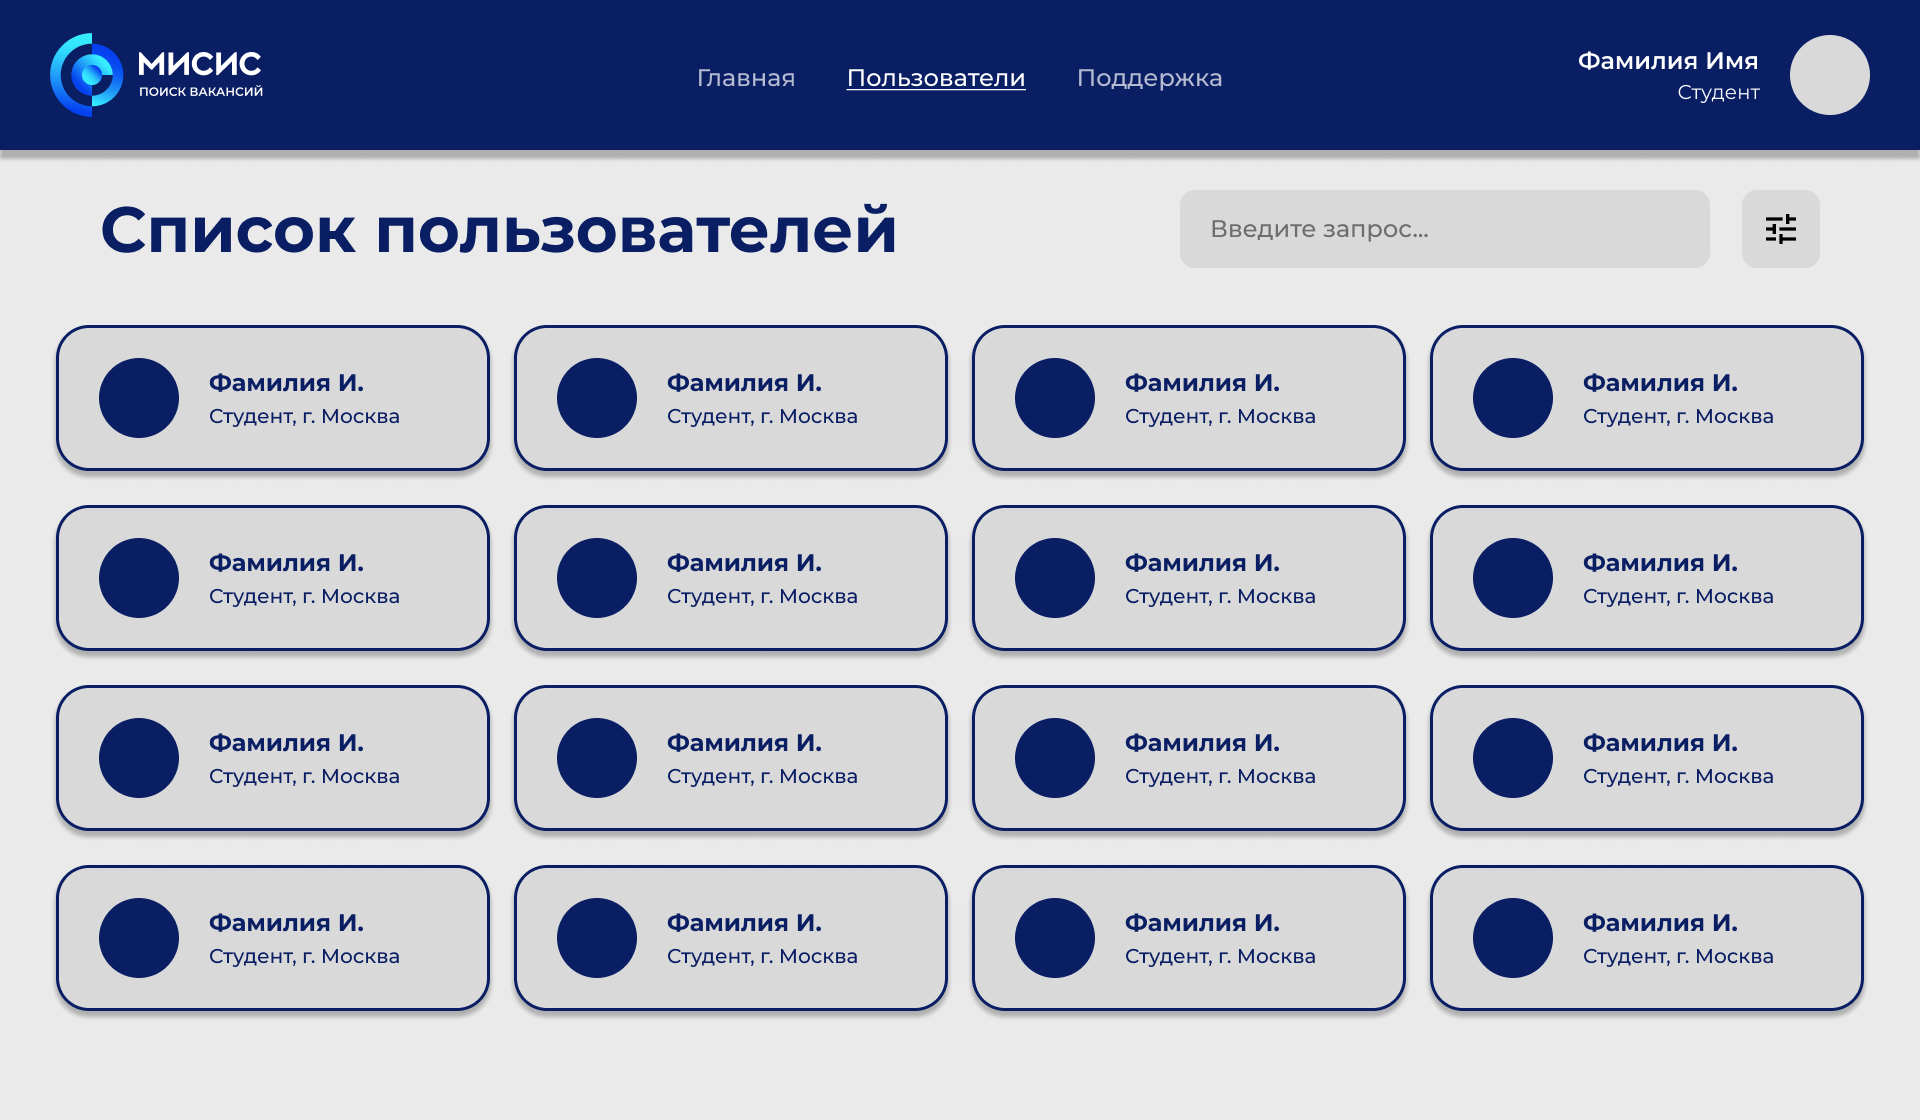 МИСИС
ПОИСК ВАКАНСИЙ
Главная
Пользователи
Поддержка
Фамилия Имя
Студент
Список пользователей
Введите запрос...
Фамилия И.
Студент, г. Москва
Фамилия И.
Студент, г. Москва
Фамилия И.
Студент, г. Москва
Фамилия И.
Студент, г. Москва
Фамилия И.
Студент, г. Москва
Фамилия И.
Студент, г. Москва
Фамилия И.
Студент, г. Москва
Фамилия И.
Студент, г. Москва
Фамилия И.
Студент, г. Москва
Фамилия И.
Студент, г. Москва
Фамилия И.
Студент, г. Москва
Фамилия И.
Студент, г. Москва
Фамилия И.
Студент, г. Москва
Фамилия И.
Студент, г. Москва
Фамилия И.
Студент, г. Москва
Фамилия И.
Студент, г. Москва